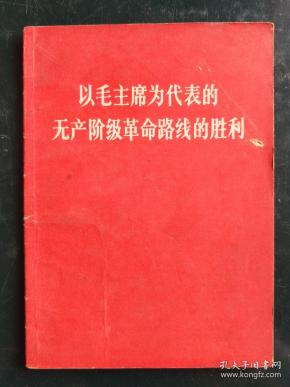 以毛主席为代表的
无产阶级革命路线的胜利
孔夫子旧书网